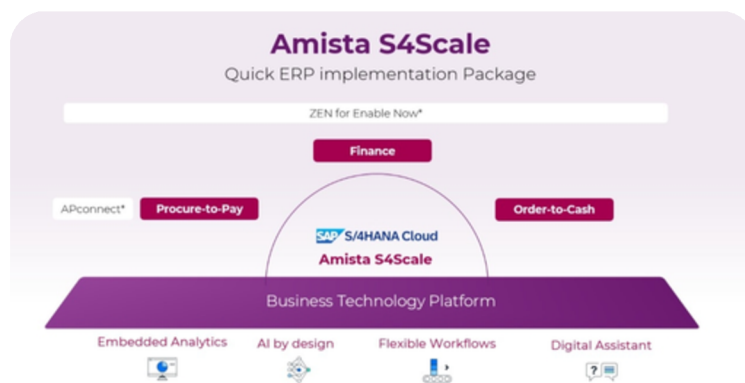 Amista S4Scale
Quick ERP implementation Package
ZEN for Enable Now*
Finance
APconnect* Procure-to-Pay Order-to-Cash
SAP S/4HANA Cloud
Amista S4Scale
Business Technology Platform
Embedded Analytics AI by design Flexible Workflows Digital Assistant
?